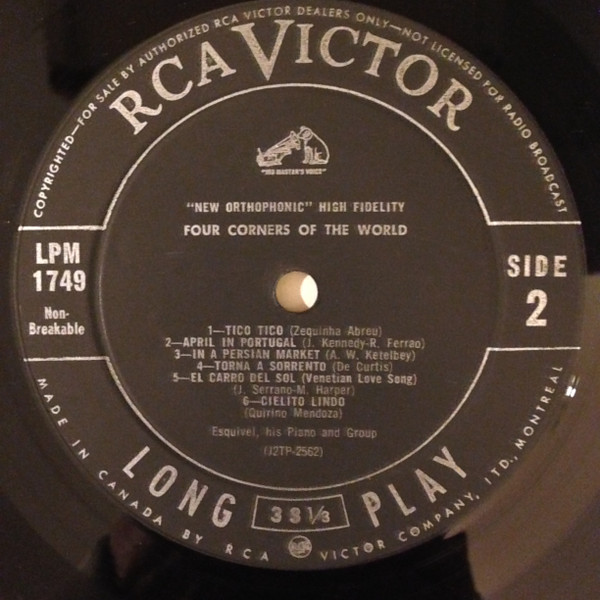 COPYRIGHTED—FOR SALE BY AUTHORIZED RCA VICTOR DEALERS ONLY—NOT LICENSED FOR RADIO BROADCAST
RCA VICTOR
"HIS MASTER'S VOICE"
"NEW ORTHOPHONIC" HIGH FIDELITY
FOUR CORNERS OF THE WORLD
LPM
1749
Non-
Breakable
SIDE
2
1—TICO TICO (Zequinha Abreu)
2—APRIL IN PORTUGAL (J. Kennedy-R. Ferrao)
3—IN A PERSIAN MARKET (A. W. Ketelbey)
4—TORNA A SORRENTO (De Curtis)
5—EL CARRO DEL SOL (Venetian Love Song)
(J. Serrano-M. Harper)
6—CIELITO LINDO
(Quirino Mendoza)
Esquivel, his Piano and Group
(J2TP-2562)
LONG 33⅓ PLAY
MADE IN CANADA BY RCA VICTOR COMPANY, LTD., MONTREAL